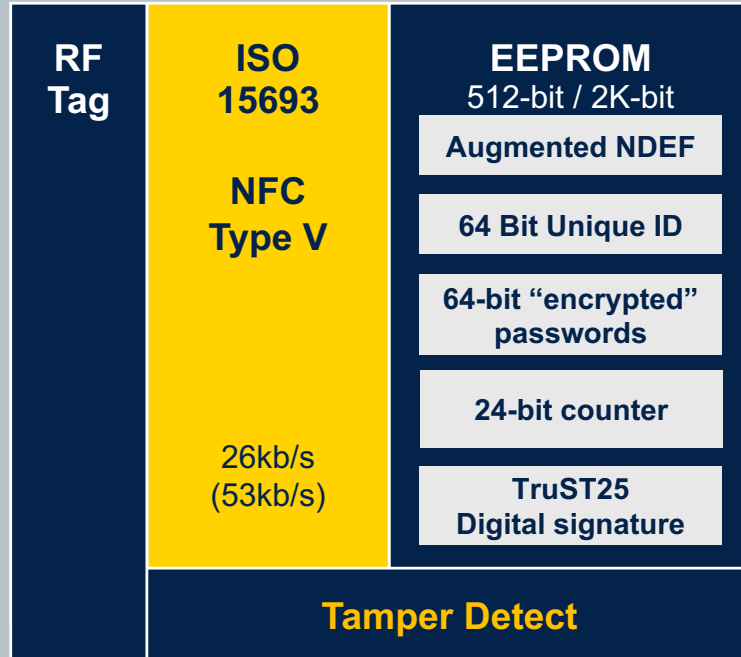 RF
Tag
ISO
15693
NFC
Type V
26kb/s
(53kb/s)
EEPROM
512-bit / 2K-bit
Augmented NDEF
64 Bit Unique ID
64-bit “encrypted”
passwords
24-bit counter
TruST25
Digital signature
Tamper Detect